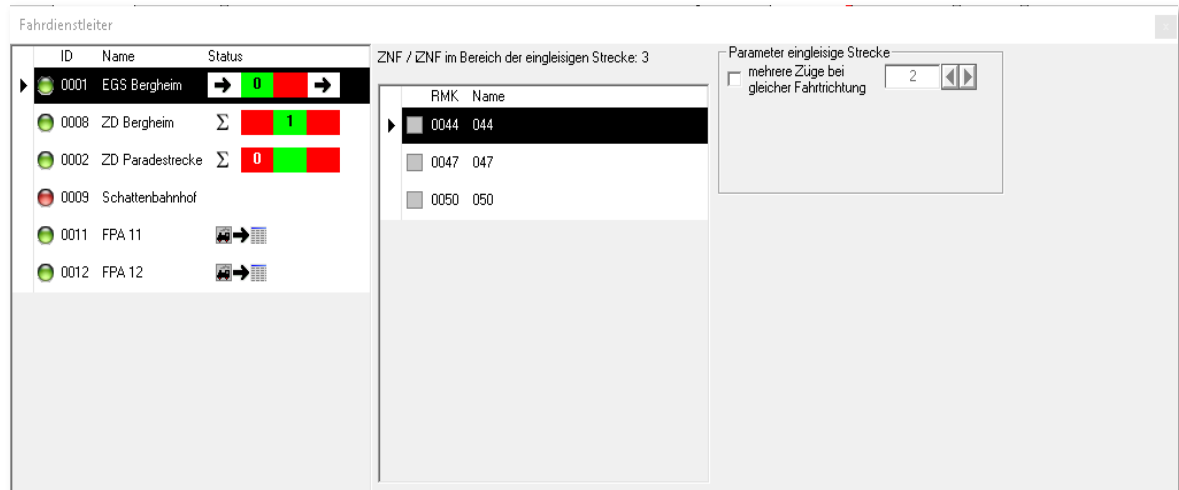 Fahrdienstleiter
ID Name Status
0001 EGS Bergheim 0
0008 ZD Bergheim Σ 1
0002 ZD Paradestrecke Σ 0
0009 Schattenbahnhof
0011 FPA 11
0012 FPA 12
ZNF / iZNF im Bereich der eingleisigen Strecke: 3
RMK Name
0044 044
0047 047
0050 050
Parameter eingleisige Strecke
mehrere Züge bei
gleicher Fahrtrichtung
2